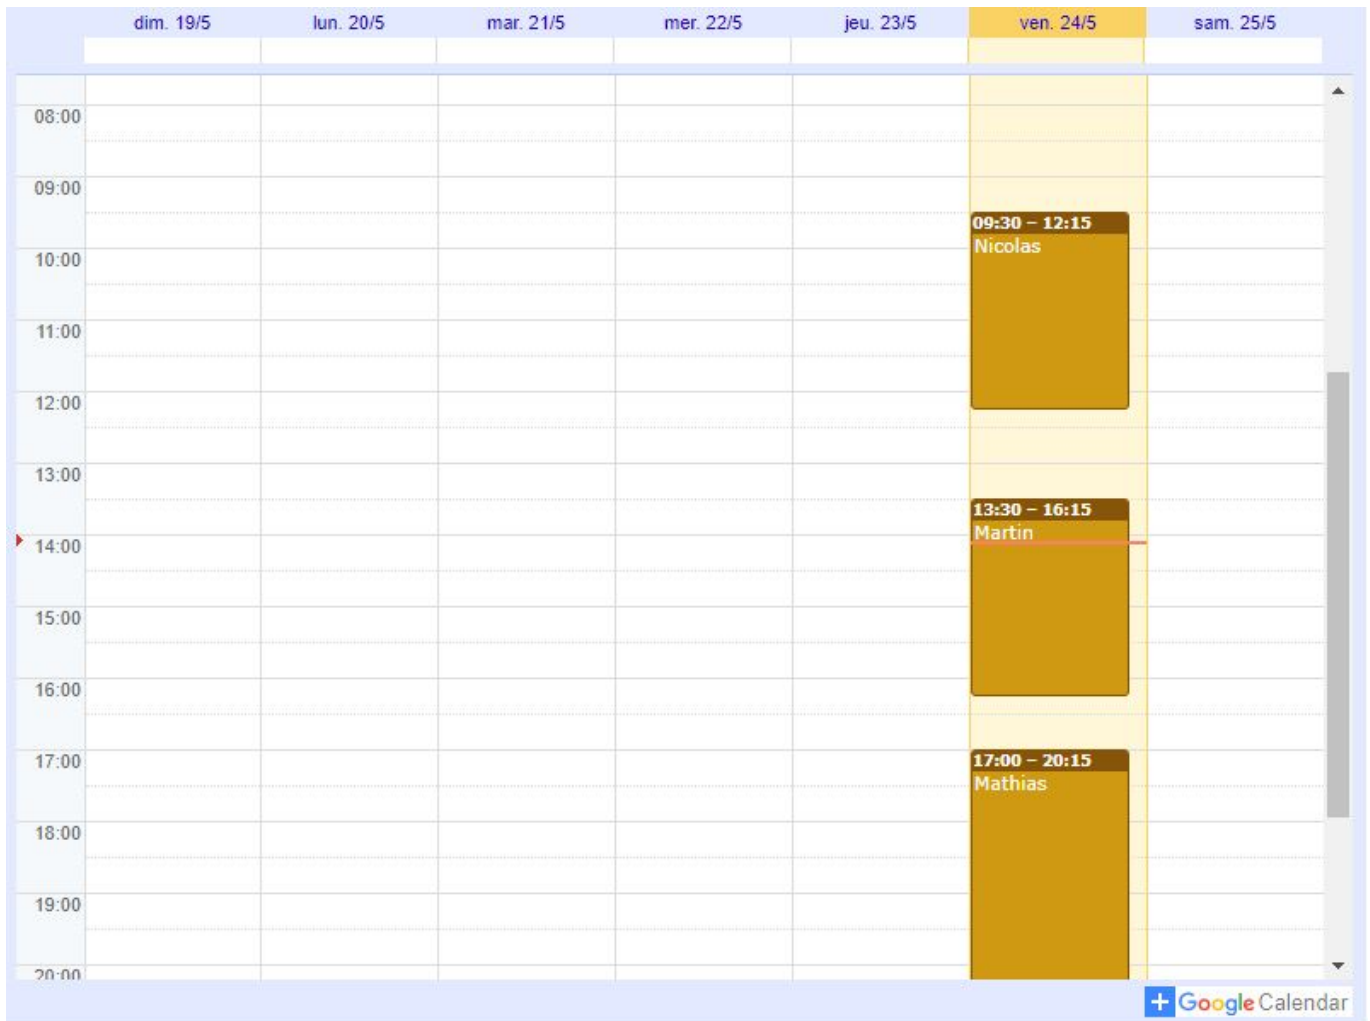 dim. 19/5 lun. 20/5 mar. 21/5 mer. 22/5 jeu. 23/5 ven. 24/5 sam. 25/5
08:00
09:00
09:30 – 12:15
Nicolas
10:00
11:00
12:00
13:00
13:30 – 16:15
Martin
14:00
15:00
16:00
17:00
17:00 – 20:15
Mathias
18:00
19:00
20:00
+ Google Calendar